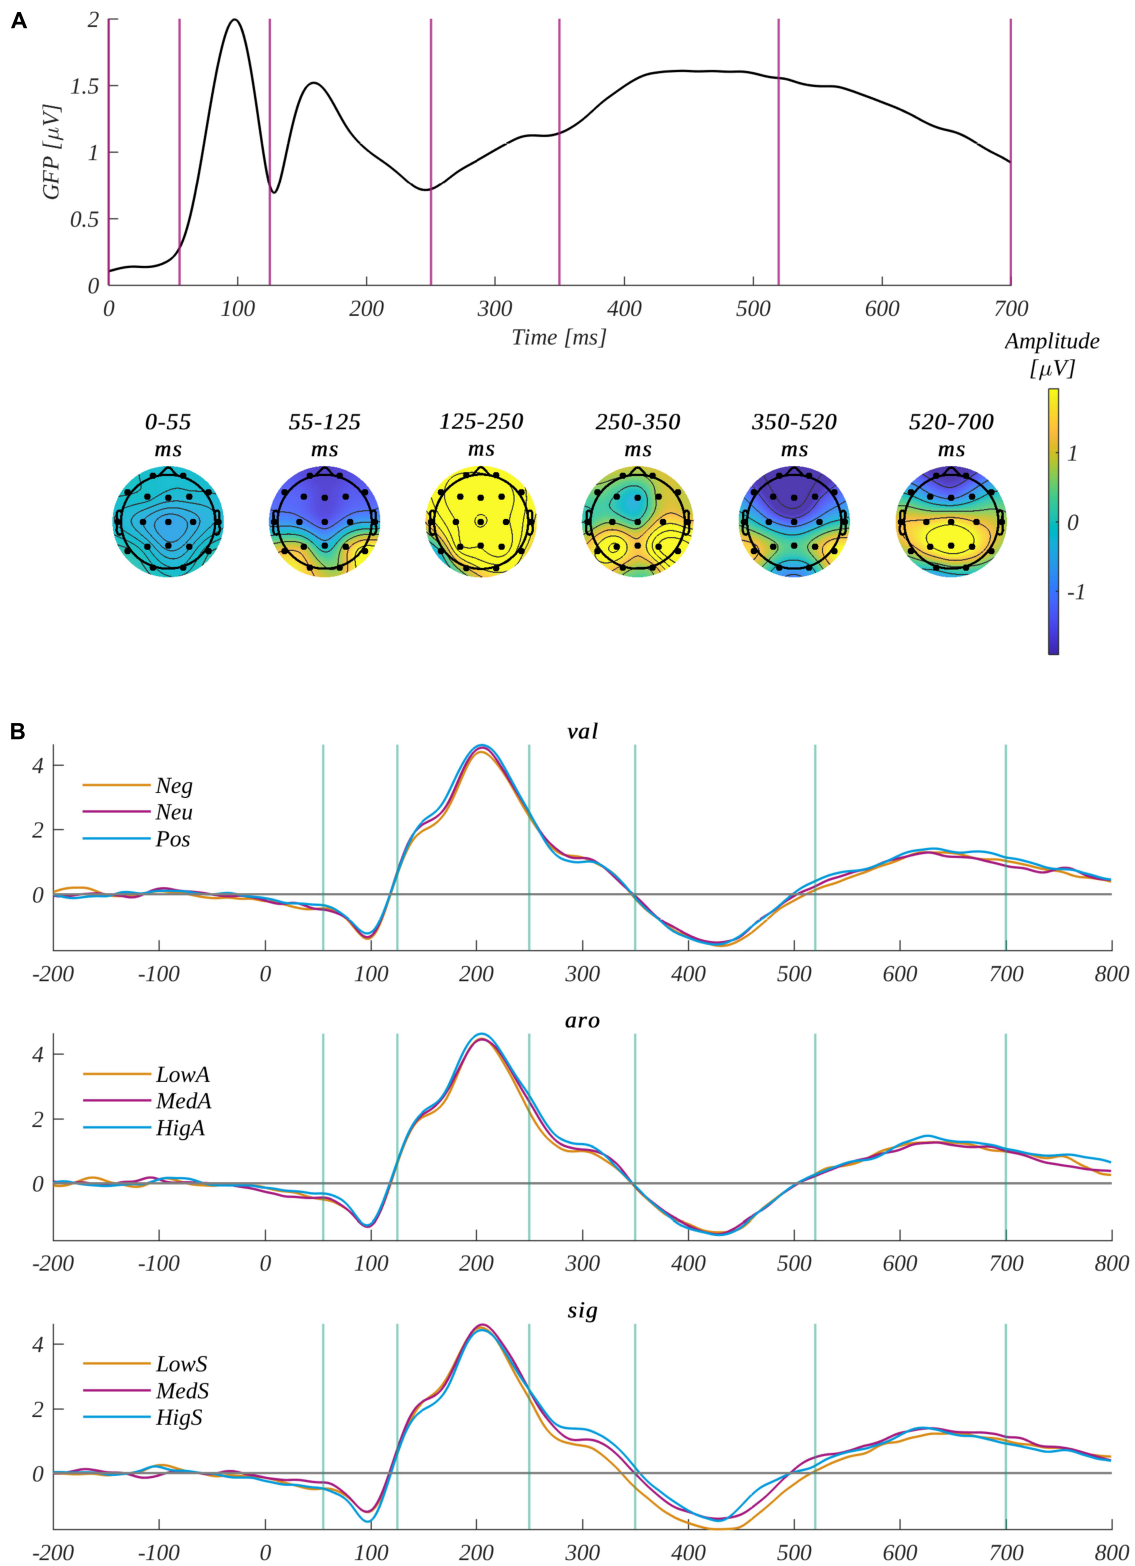 A
2
1.5
1
0.5
0
GFP [μV]
0 100 200 300 400 500 600 700
Time [ms]
Amplitude
[μV]
0-55 55-125 125-250 250-350 350-520 520-700
ms ms ms ms ms ms
1
0
-1
B
val
4
2
0
Neg
Neu
Pos
-200 -100 0 100 200 300 400 500 600 700 800
aro
4
2
0
LowA
MedA
HigA
-200 -100 0 100 200 300 400 500 600 700 800
sig
4
2
0
LowS
MedS
HigS
-200 -100 0 100 200 300 400 500 600 700 800